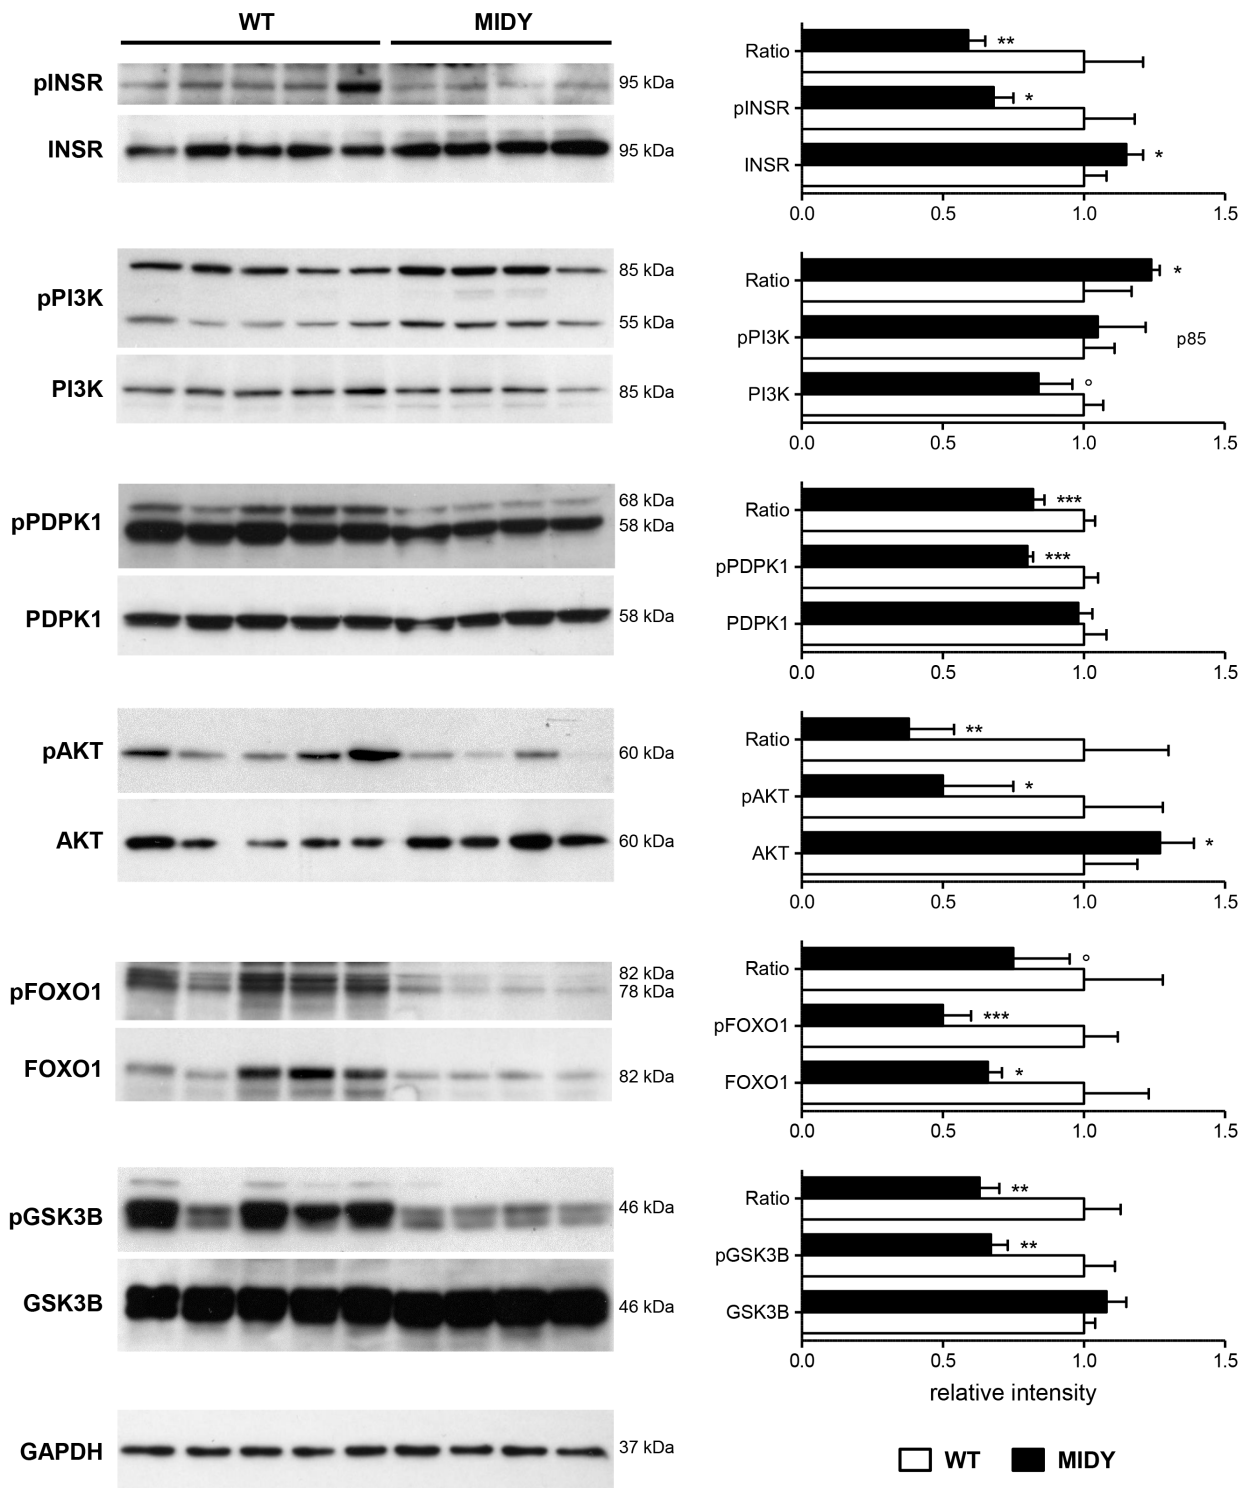 WT MIDY
pINSR 95 kDa
INSR 95 kDa
Ratio **
pINSR *
INSR *
0.0 0.5 1.0 1.5
pPI3K 85 kDa
55 kDa
PI3K 85 kDa
Ratio *
pPI3K p85
PI3K °
0.0 0.5 1.0 1.5
pPDPK1 68 kDa
58 kDa
PDPK1 58 kDa
Ratio ***
pPDPK1 ***
PDPK1
0.0 0.5 1.0 1.5
pAKT 60 kDa
AKT 60 kDa
Ratio **
pAKT *
AKT *
0.0 0.5 1.0 1.5
pFOXO1 82 kDa
78 kDa
FOXO1 82 kDa
Ratio °
pFOXO1 ***
FOXO1 *
0.0 0.5 1.0 1.5
pGSK3B 46 kDa
GSK3B 46 kDa
Ratio **
pGSK3B **
GSK3B
0.0 0.5 1.0 1.5
relative intensity
GAPDH 37 kDa
WT MIDY